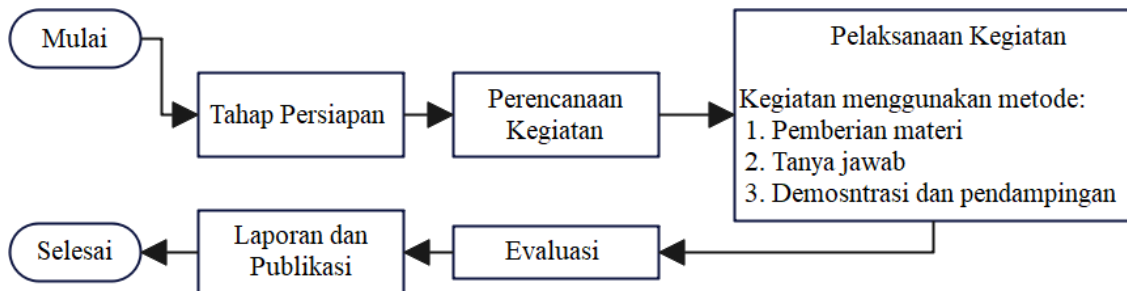 Mulai
Tahap Persiapan
Perencanaan
Kegiatan
Pelaksanaan Kegiatan
Kegiatan menggunakan metode:
1. Pemberian materi
2. Tanya jawab
3. Demosntrasi dan pendampingan
Evaluasi
Laporan dan
Publikasi
Selesai